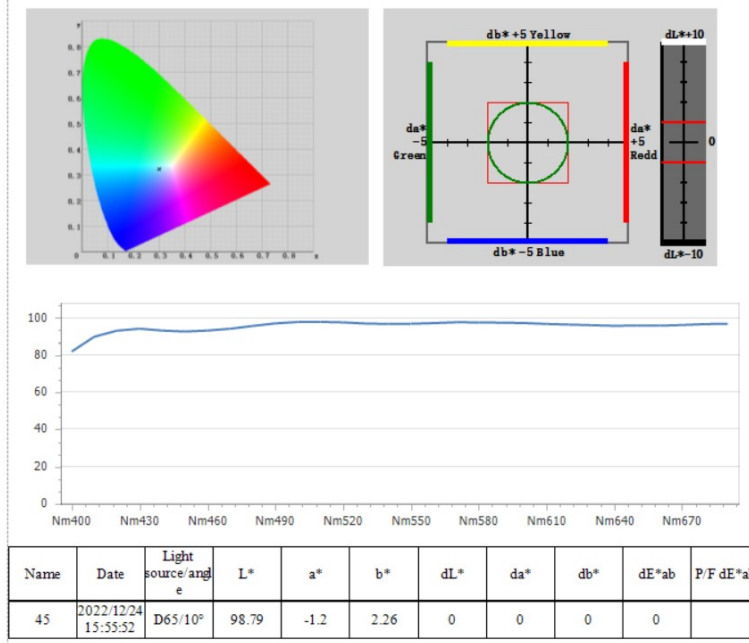 y
0.8
0.7
0.6
0.5
0.4
0.3
0.2
0.1
0 0.1 0.2 0.3 0.4 0.5 0.6 0.7 0.8 x
db* +5 Yellow
da*
-5
Green
da*
+5
Redd
db* -5 Blue
dL*+10
0
dL*-10
100
80
60
40
20
0
Nm400 Nm430 Nm460 Nm490 Nm520 Nm550 Nm580 Nm610 Nm640 Nm670
Name Date Light source/angl e L* a* b* dL* da* db* dE*ab P/F dE*a
45 2022/12/24 15:55:52 D65/10° 98.79 -1.2 2.26 0 0 0 0